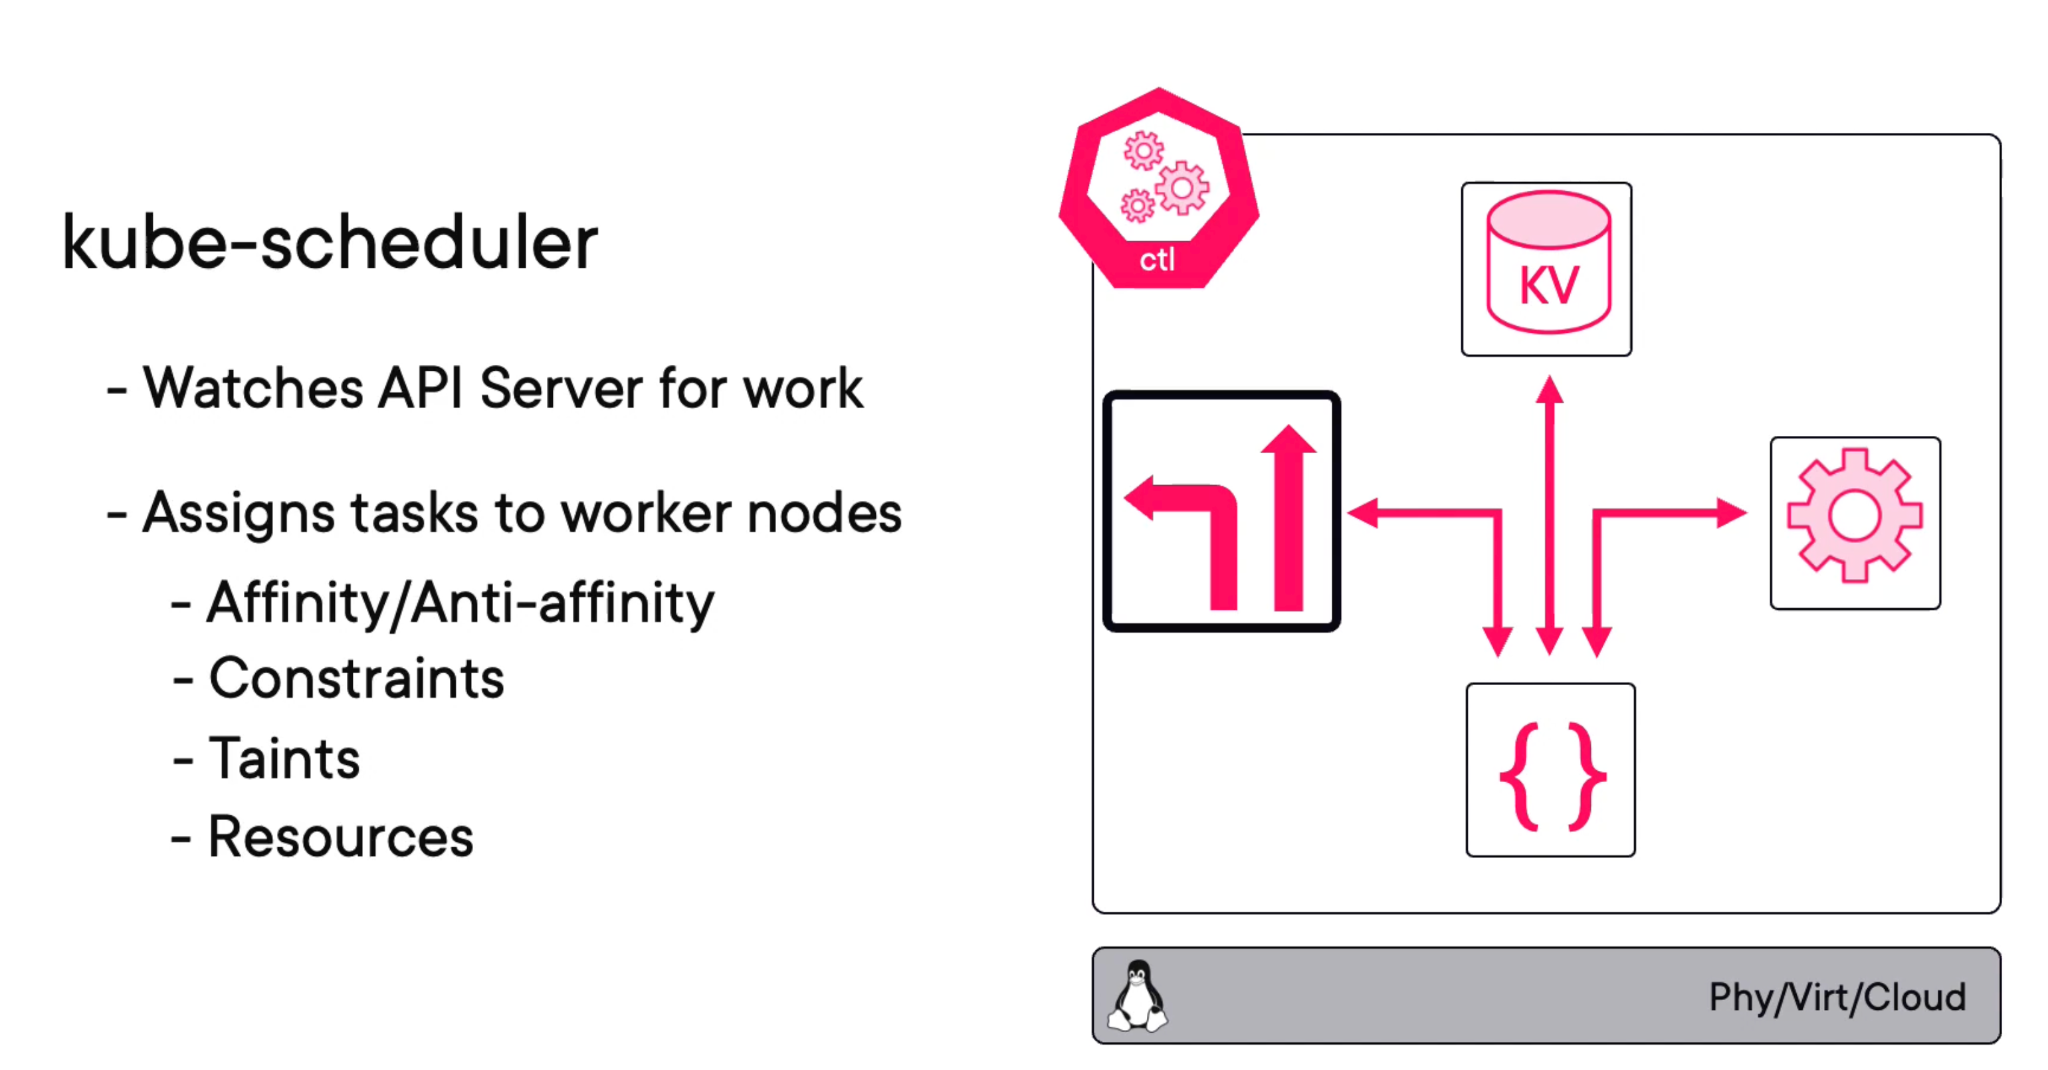 kube-scheduler
- Watches API Server for work
- Assigns tasks to worker nodes
- Affinity/Anti-affinity
- Constraints
- Taints
- Resources
ctl
KV
{ }
Phy/Virt/Cloud